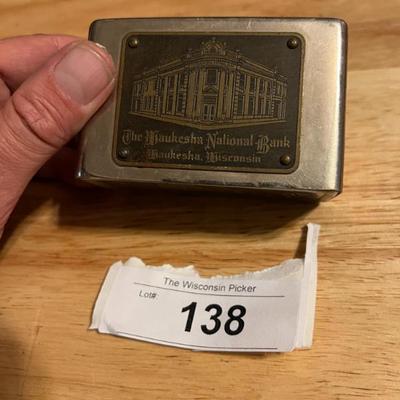 The Waukesha National Bank
Waukesha, Wisconsin
The Wisconsin Picker
Lot#:
138